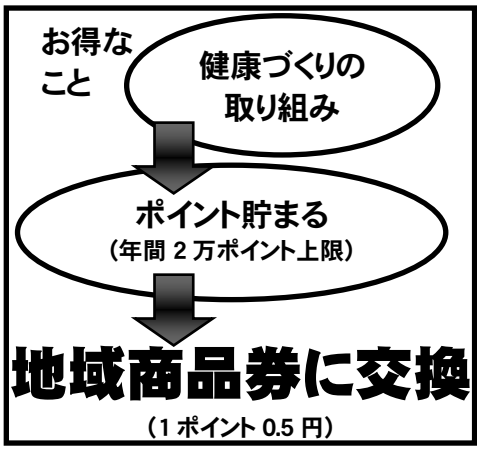 お得な
こと
健康づくりの
取り組み
ポイント貯まる
（年間２万ポイント上限）
地域商品券に交換
（１ポイント 0.5 円）